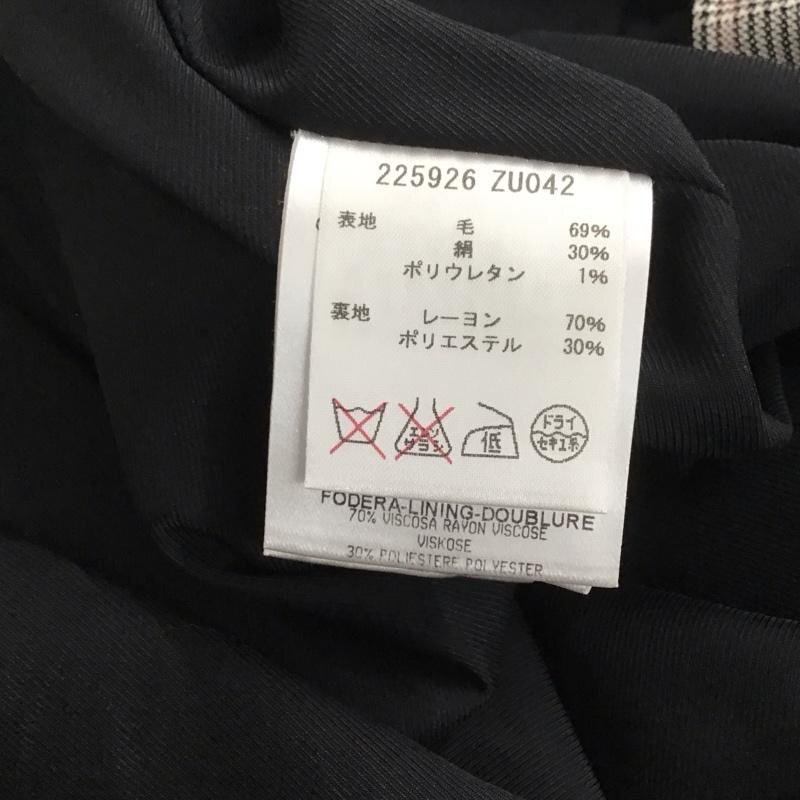 225926 ZU042
表地 毛 69%
絹 30%
ポリウレタン 1%
裏地 レーヨン 70%
ポリエステル 30%
エンソ
サラシ
低
ドライ
セキユ系
FODERA-LINING-DOUBLURE
70% VISCOSA RAYON VISCOSE
VISKOSE
30% POLIESTERE POLYESTER